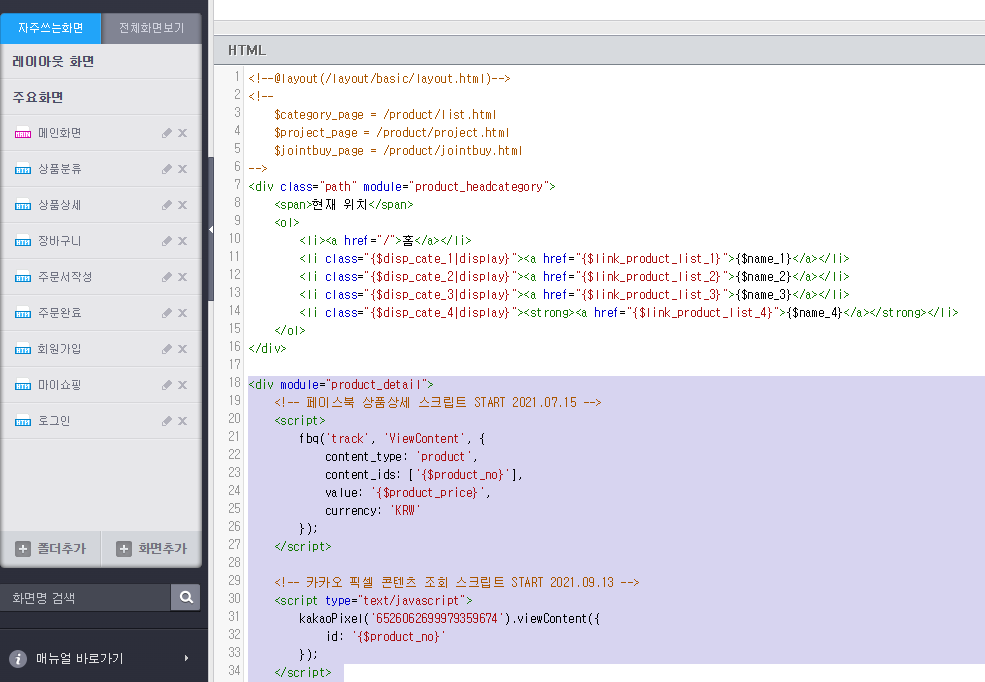 자주쓰는화면
전체화면보기
레이아웃 화면
주요화면
메인화면
상품분류
상품상세
장바구니
주문서작성
주문완료
회원가입
마이쇼핑
로그인
폴더추가
화면추가
화면명 검색
매뉴얼 바로가기
HTML
1 <!--@layout(/layout/basic/layout.html)-->
2 <!--
3 $category_page = /product/list.html
4 $project_page = /product/project.html
5 $jointbuy_page = /product/jointbuy.html
6 -->
7 <div class="path" module="product_headcategory">
8 <span>현재 위치</span>
9 <ol>
10 <li><a href="/">홈</a></li>
11 <li class="{$disp_cate_1|display}"><a href="{$link_product_list_1}">{$name_1}</a></li>
12 <li class="{$disp_cate_2|display}"><a href="{$link_product_list_2}">{$name_2}</a></li>
13 <li class="{$disp_cate_3|display}"><a href="{$link_product_list_3}">{$name_3}</a></li>
14 <li class="{$disp_cate_4|display}"><strong><a href="{$link_product_list_4}">{$name_4}</a></strong></li>
15 </ol>
16 </div>
17
18 <div module="product_detail">
19 <!-- 페이스북 상품상세 스크립트 START 2021.07.15 -->
20 <script>
21 fbq('track', 'ViewContent', {
22 content_type: 'product',
23 content_ids: ['{$product_no}'],
24 value: '{$product_price}',
25 currency: 'KRW'
26 });
27 </script>
28
29 <!-- 카카오 픽셀 콘텐츠 조회 스크립트 START 2021.09.13 -->
30 <script type="text/javascript">
31 kakaoPixel('6526062699979359674').viewContent({
32 id: '{$product_no}'
33 });
34 </script>